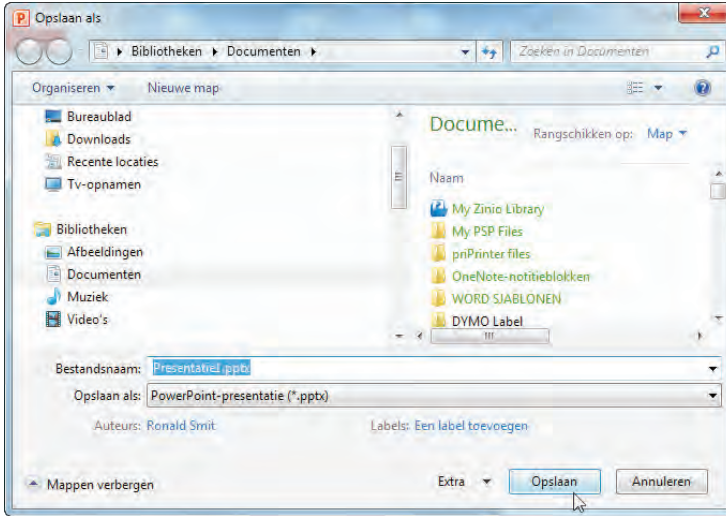 Opslaan als
Bibliotheken Documenten
Zoeken in Documenten
Organiseren Nieuwe map
Bureaublad
Downloads
Recente locaties
Tv-opnamen
Bibliotheken
Afbeeldingen
Documenten
Muziek
Video's
Docume... Rangschikken op: Map
Naam
My Zinio Library
My PSP Files
priPrinter files
OneNote-notitieblokken
WORD SJABLONEN
DYMO Label
Bestandsnaam: Presentatie1.pptx
Opslaan als: PowerPoint-presentatie (*.pptx)
Auteurs: Ronald Smit Labels: Een label toevoegen
Mappen verbergen Extra Opslaan Annuleren